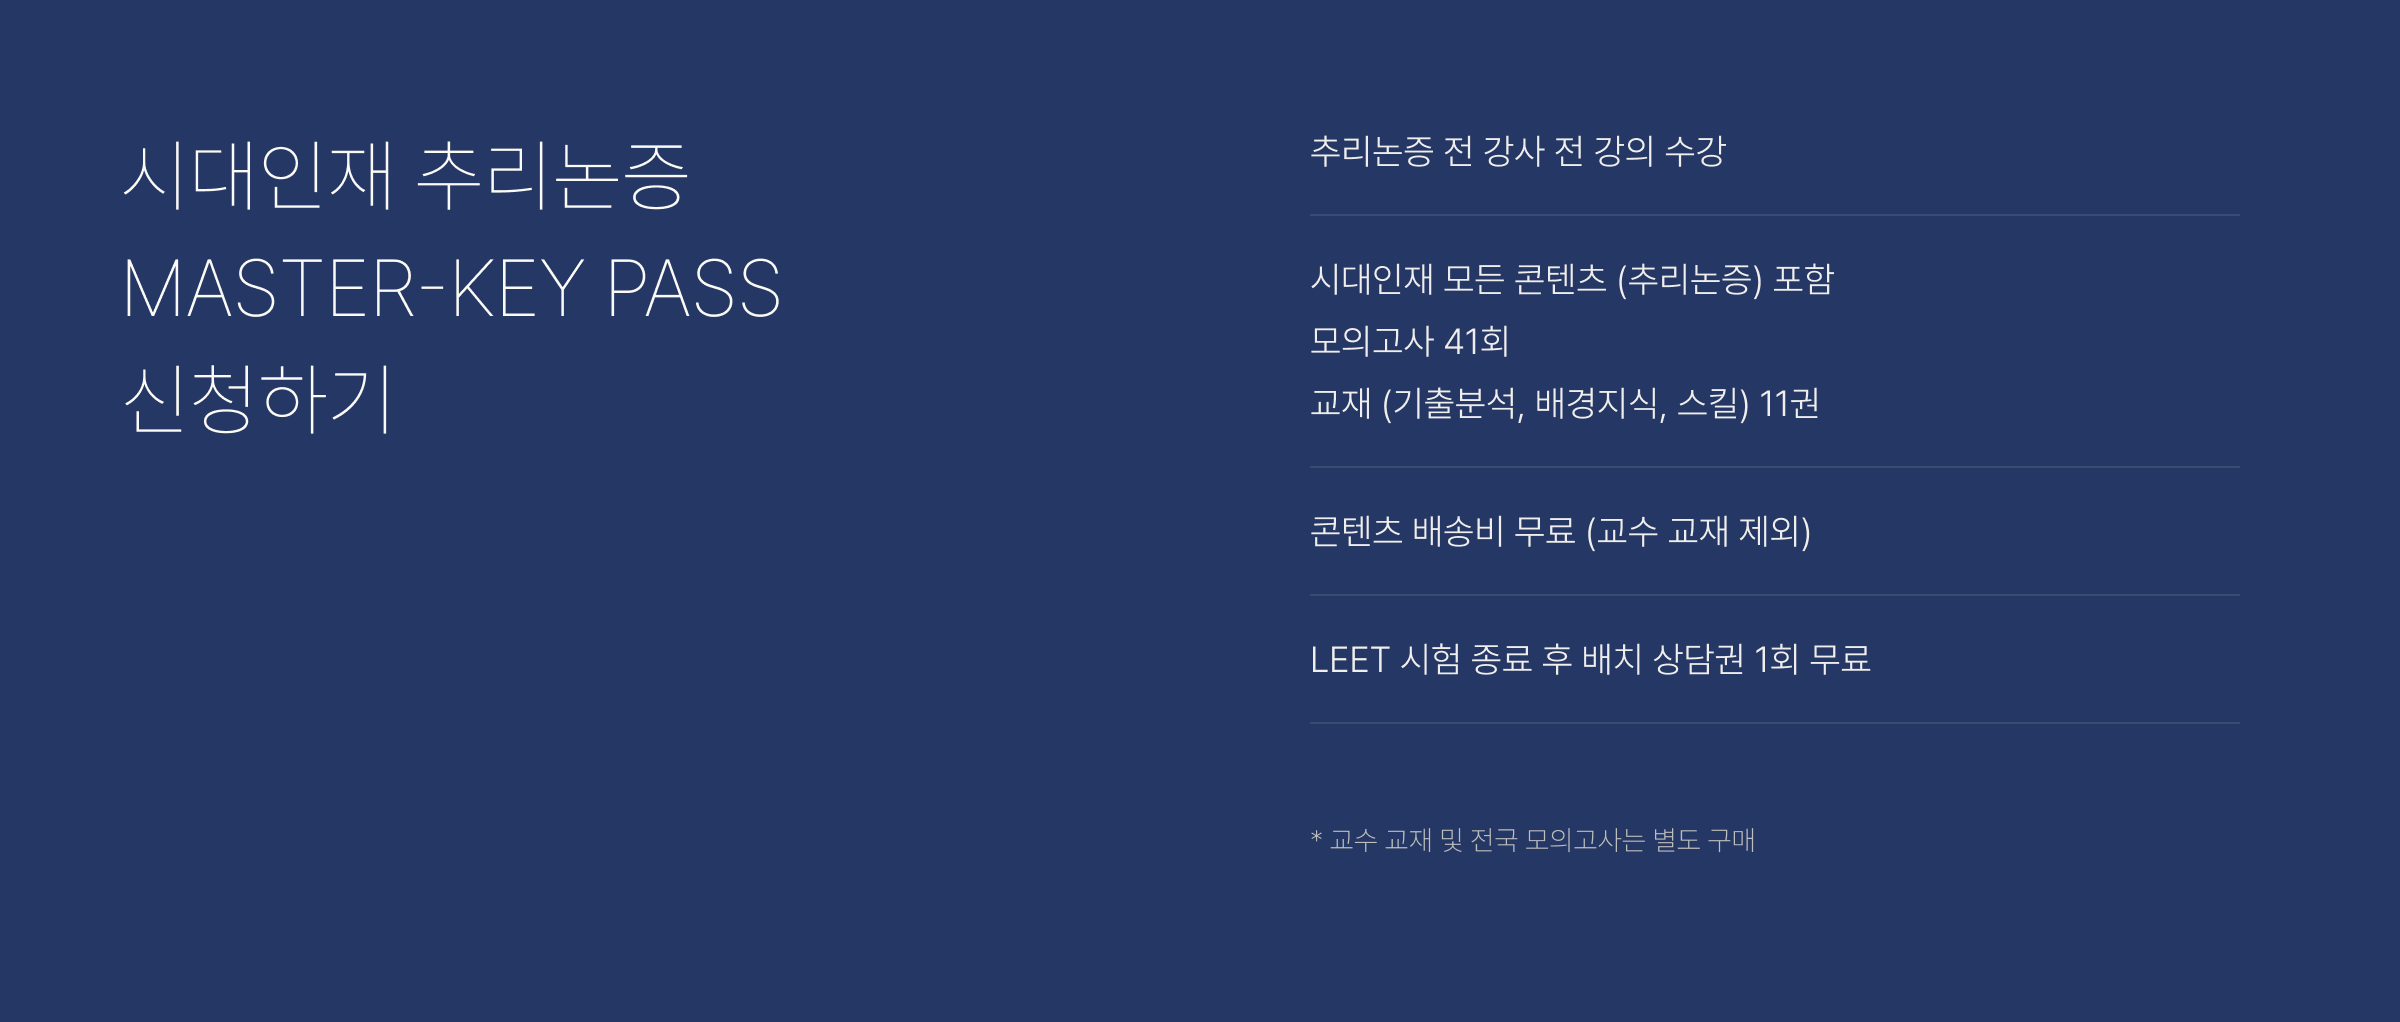 시대인재 추리논증
MASTER-KEY PASS
신청하기
추리논증 전 강사 전 강의 수강
시대인재 모든 콘텐츠 (추리논증) 포함
모의고사 41회
교재 (기출분석, 배경지식, 스킬) 11권
콘텐츠 배송비 무료 (교수 교재 제외)
LEET 시험 종료 후 배치 상담권 1회 무료
* 교수 교재 및 전국 모의고사는 별도 구매